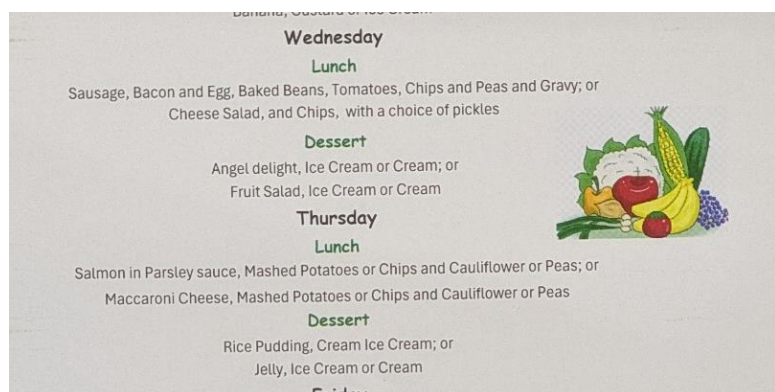 Wednesday
Lunch
Sausage, Bacon and Egg, Baked Beans, Tomatoes, Chips and Peas and Gravy; or
Cheese Salad, and Chips, with a choice of pickles
Dessert
Angel delight, Ice Cream or Cream; or
Fruit Salad, Ice Cream or Cream
Thursday
Lunch
Salmon in Parsley sauce, Mashed Potatoes or Chips and Cauliflower or Peas; or
Maccaroni Cheese, Mashed Potatoes or Chips and Cauliflower or Peas
Dessert
Rice Pudding, Cream Ice Cream; or
Jelly, Ice Cream or Cream